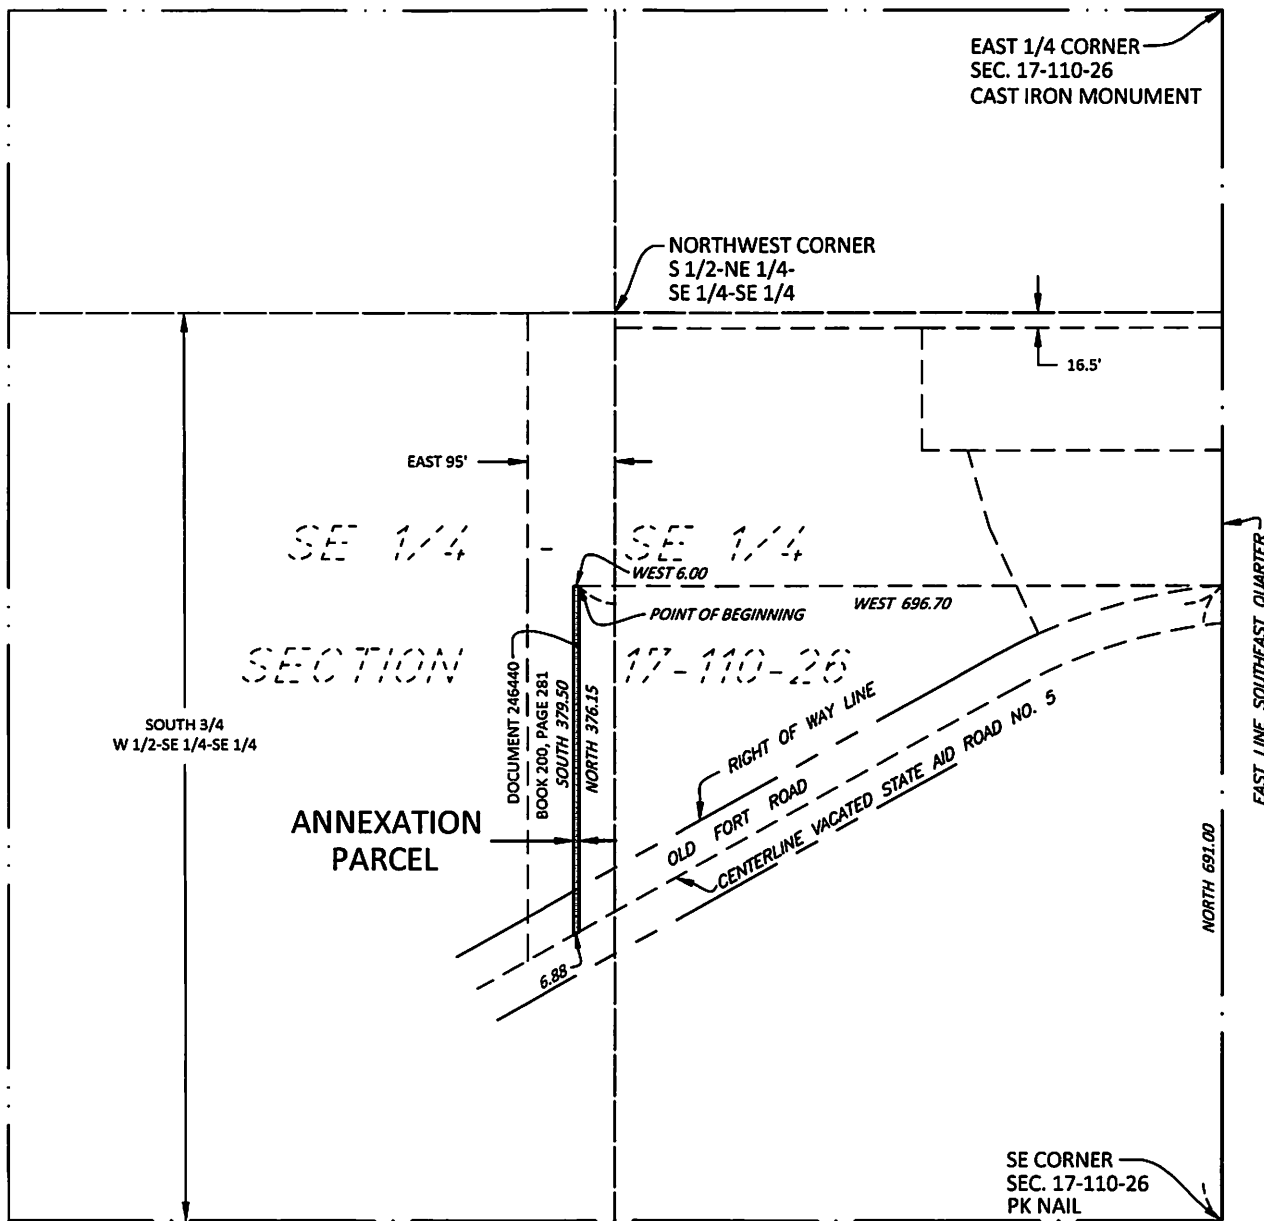 EAST 1/4 CORNER
SEC. 17-110-26
CAST IRON MONUMENT
NORTHWEST CORNER
S 1/2-NE 1/4-
SE 1/4-SE 1/4
16.5'
EAST 95'
SE 1/4 - SE 1/4
WEST 6.00
WEST 696.70
POINT OF BEGINNING
EAST LINE SOUTHEAST QUARTER
SECTION 17-110-26
DOCUMENT 246440
BOOK 200, PAGE 281
SOUTH 379.50
NORTH 376.15
SOUTH 3/4
W 1/2-SE 1/4-SE 1/4
RIGHT OF WAY LINE
OLD FORT ROAD
CENTERLINE VACATED STATE AID ROAD NO. 5
ANNEXATION
PARCEL
NORTH 691.00
6.88
SE CORNER
SEC. 17-110-26
PK NAIL